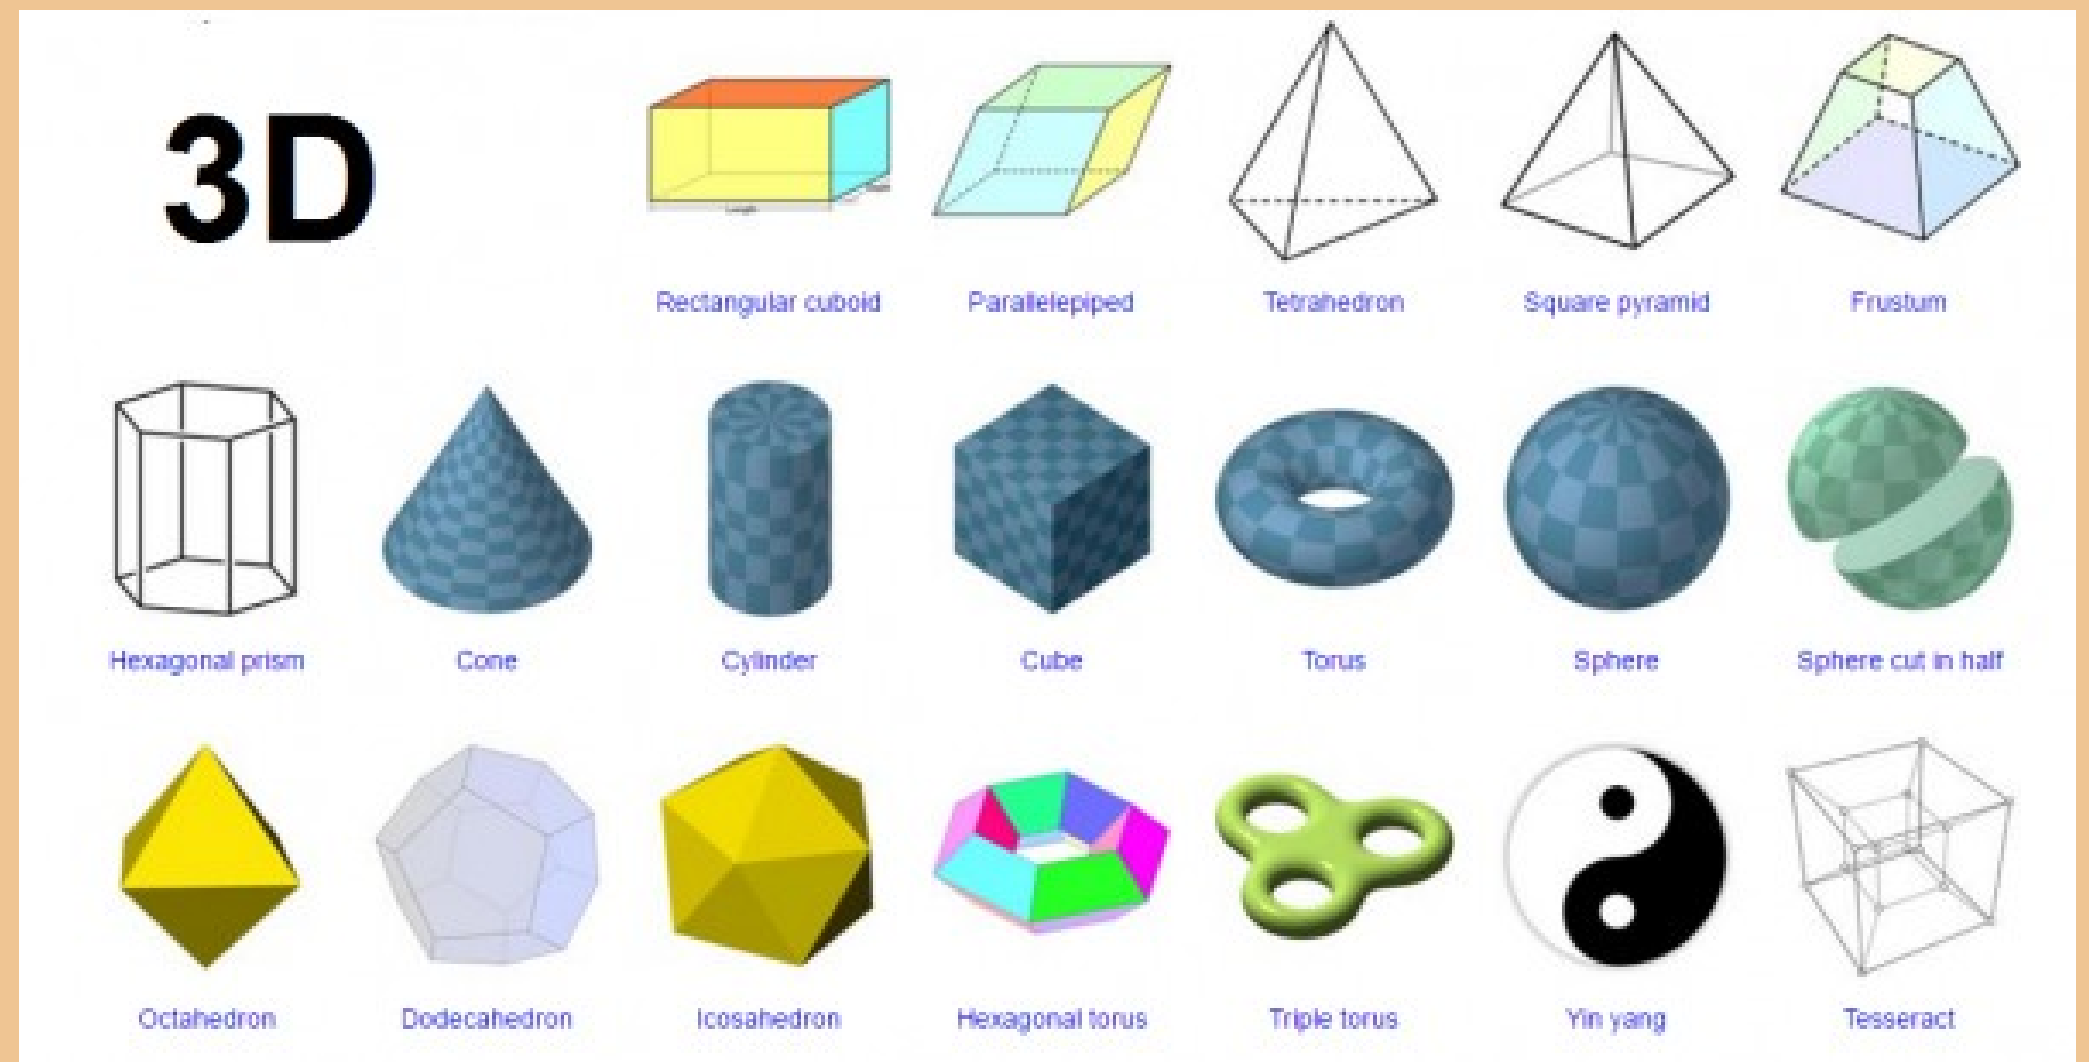 3D
Rectangular cuboid
Parallelepiped
Tetrahedron
Square pyramid
Frustum
Hexagonal prism
Cone
Cylinder
Cube
Torus
Sphere
Sphere cut in half
Octahedron
Dodecahedron
Icosahedron
Hexagonal torus
Triple torus
Yin yang
Tesseract